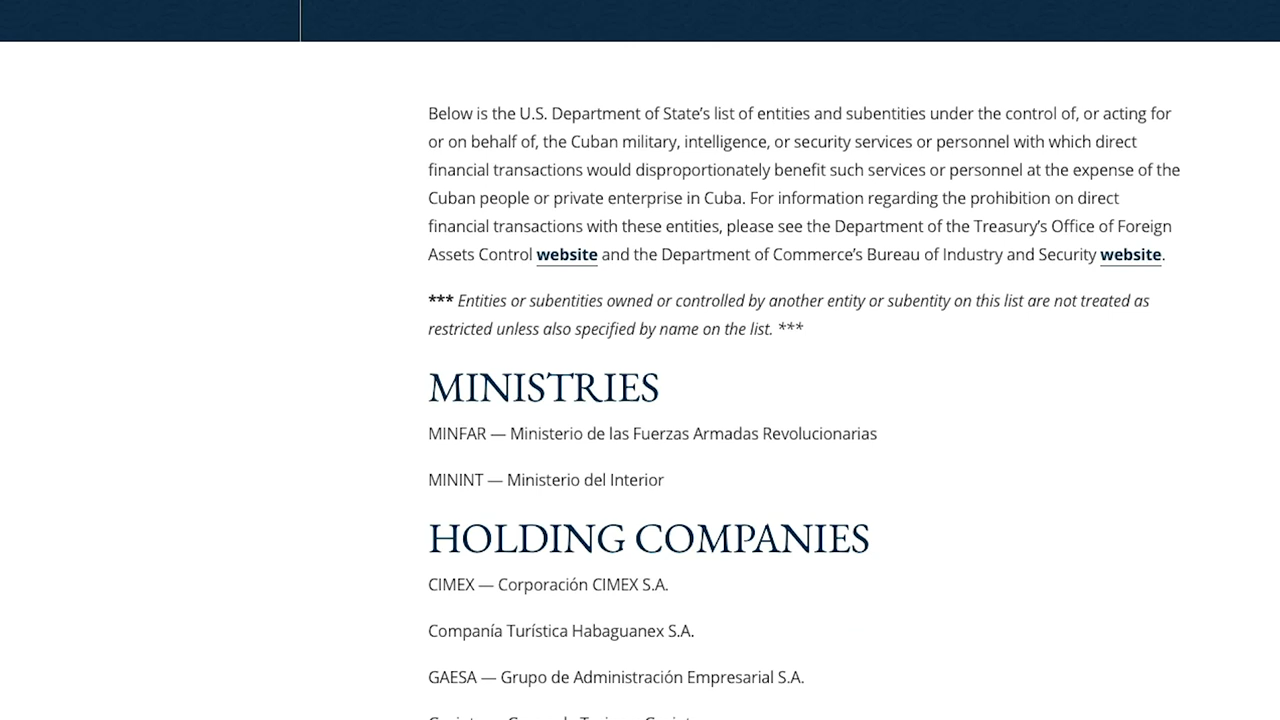 Below is the U.S. Department of State’s list of entities and subentities under the control of, or acting for
or on behalf of, the Cuban military, intelligence, or security services or personnel with which direct
financial transactions would disproportionately benefit such services or personnel at the expense of the
Cuban people or private enterprise in Cuba. For information regarding the prohibition on direct
financial transactions with these entities, please see the Department of the Treasury’s Office of Foreign
Assets Control website and the Department of Commerce’s Bureau of Industry and Security website.
*** Entities or subentities owned or controlled by another entity or subentity on this list are not treated as
restricted unless also specified by name on the list. ***
MINISTRIES
MINFAR — Ministerio de las Fuerzas Armadas Revolucionarias
MININT — Ministerio del Interior
HOLDING COMPANIES
CIMEX — Corporación CIMEX S.A.
Compañía Turística Habaguanex S.A.
GAESA — Grupo de Administración Empresarial S.A.